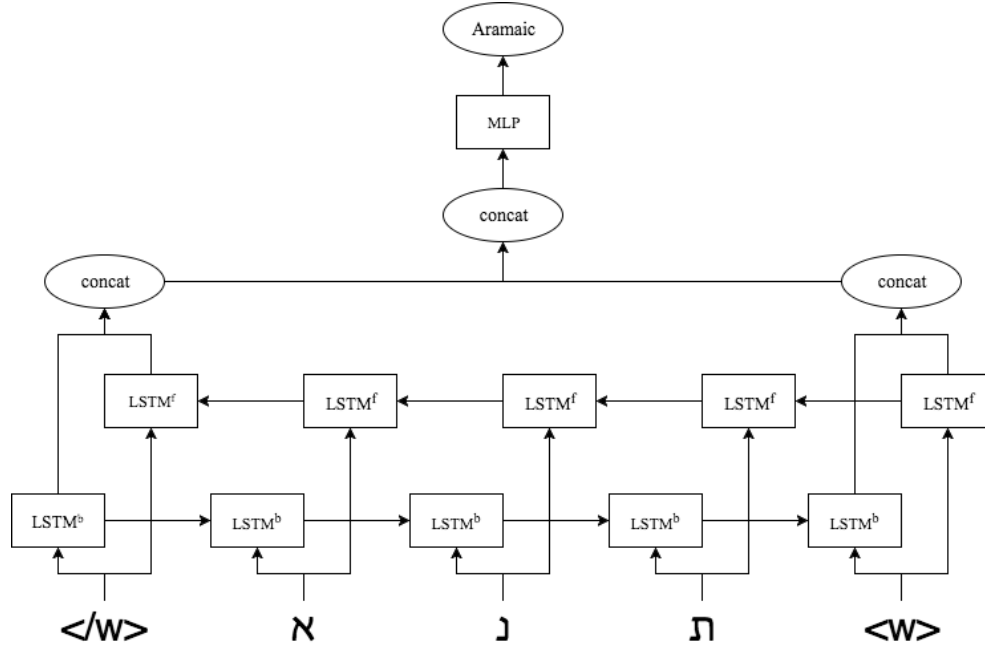 Aramaic
MLP
concat
concat concat
LSTMᶠ LSTMᶠ LSTMᶠ LSTMᶠ LSTMᶠ
LSTMᵇ LSTMᵇ LSTMᵇ LSTMᵇ LSTMᵇ
</w> א נ ת <w>